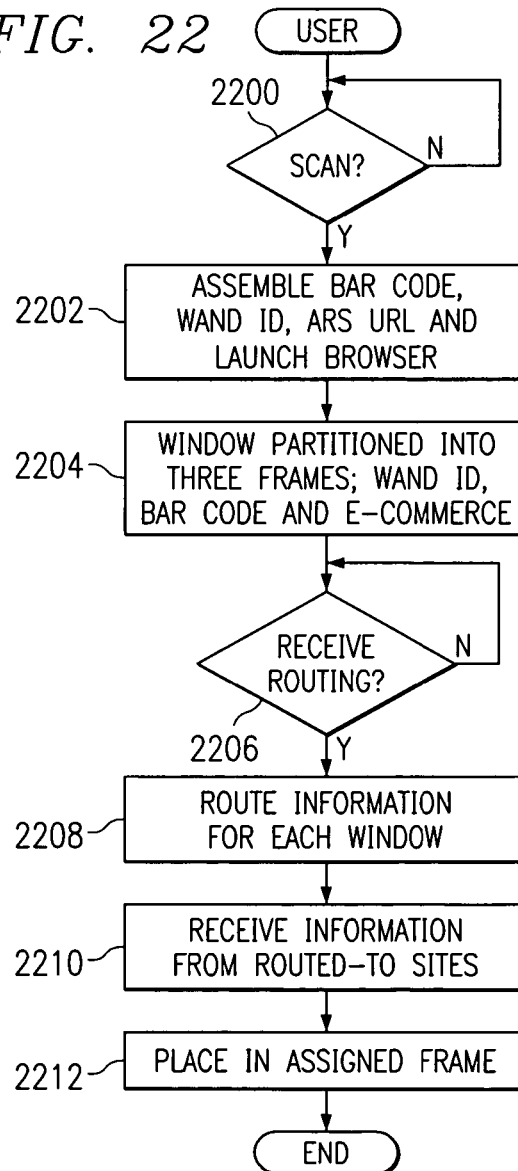 FIG. 22
USER
2200
SCAN?
N
Y
2202
ASSEMBLE BAR CODE,
WAND ID, ARS URL AND
LAUNCH BROWSER
2204
WINDOW PARTITIONED INTO
THREE FRAMES; WAND ID,
BAR CODE AND E-COMMERCE
RECEIVE
ROUTING?
N
2206
Y
2208
ROUTE INFORMATION
FOR EACH WINDOW
2210
RECEIVE INFORMATION
FROM ROUTED-TO SITES
2212
PLACE IN ASSIGNED FRAME
END